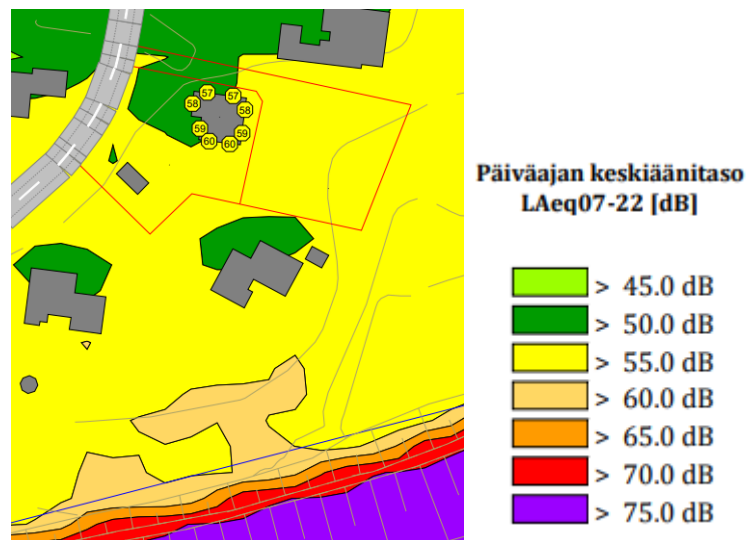 57 57
58 58
59 59
60 60
Päiväajan keskiäänitaso
LAeq07-22 [dB]
> 45.0 dB
> 50.0 dB
> 55.0 dB
> 60.0 dB
> 65.0 dB
> 70.0 dB
> 75.0 dB